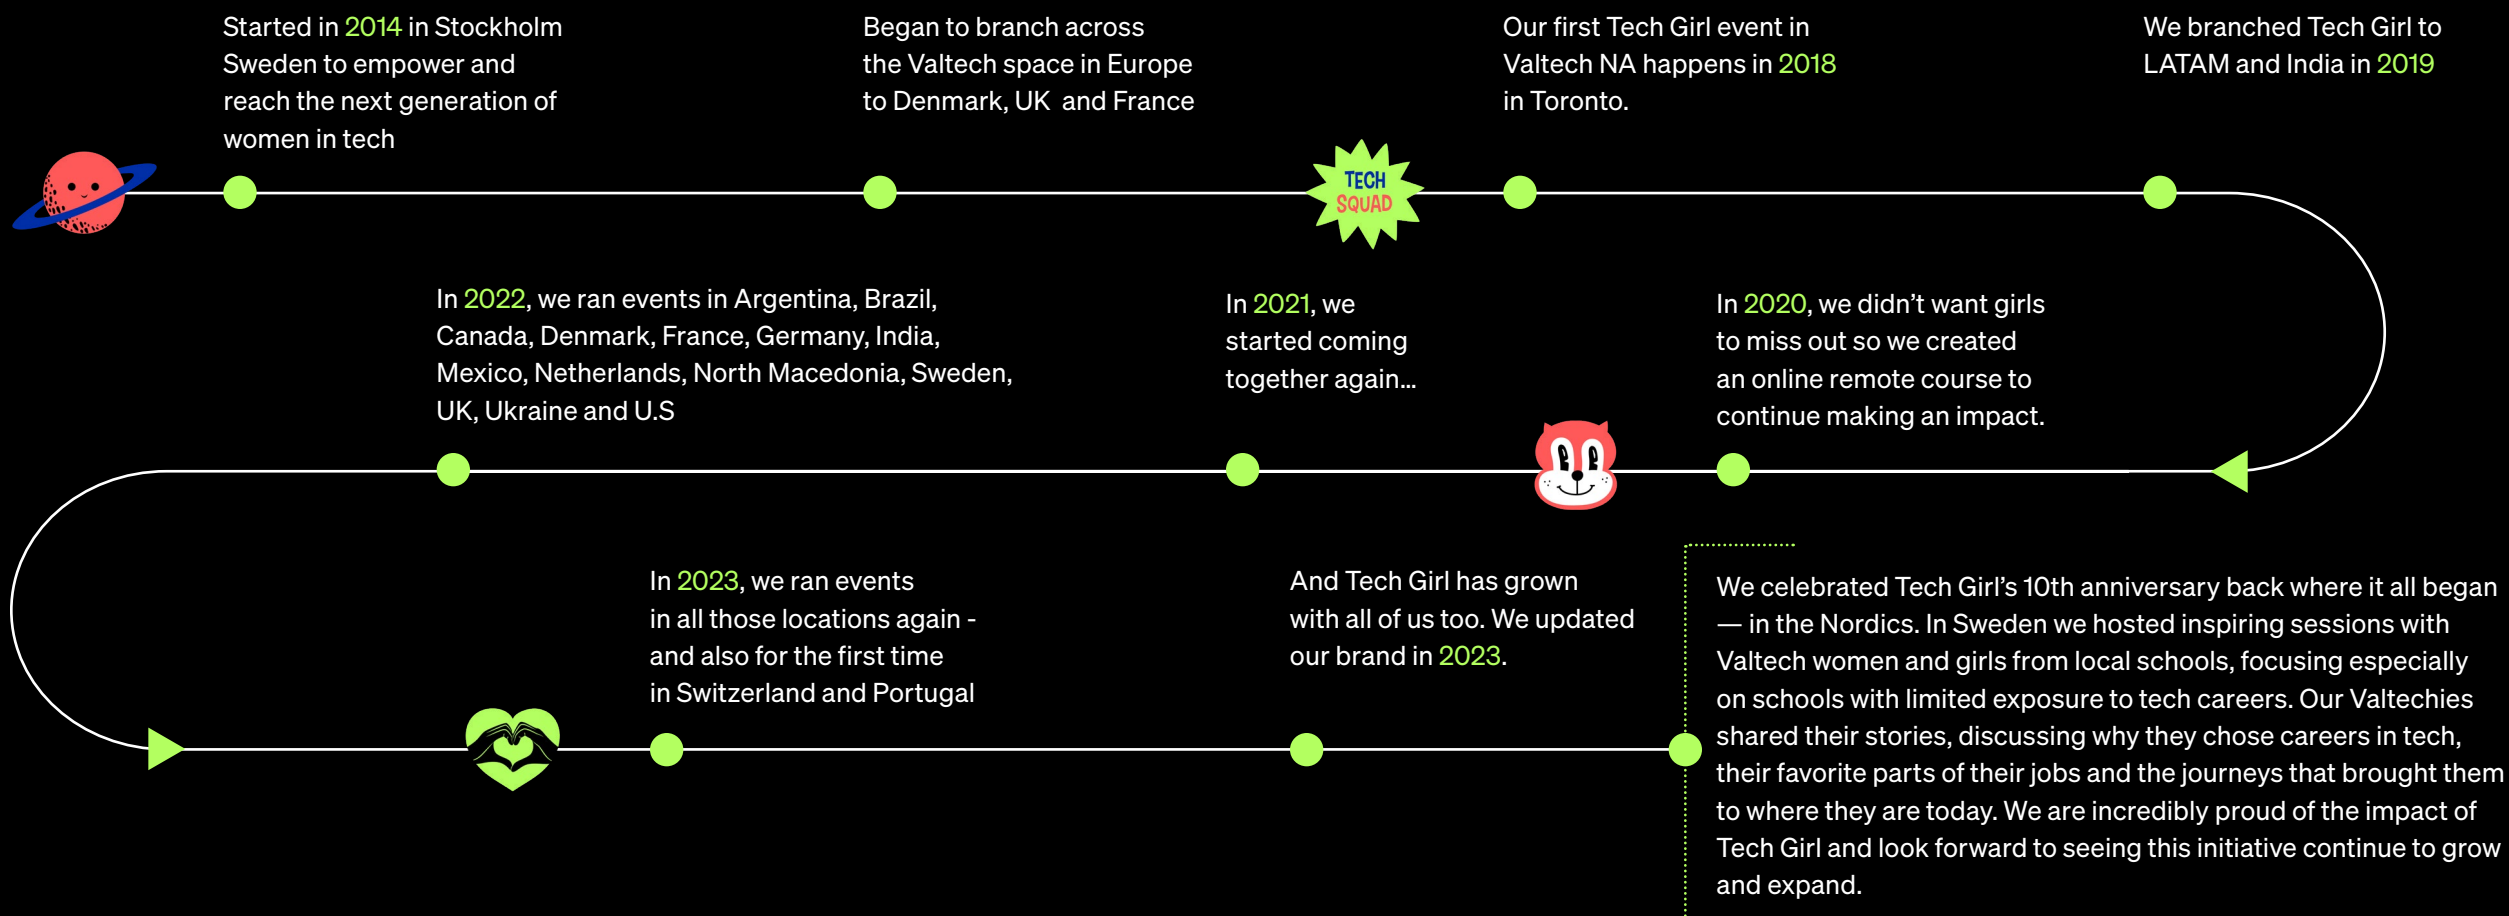 Started in 2014 in Stockholm
Sweden to empower and
reach the next generation of
women in tech
Began to branch across
the Valtech space in Europe
to Denmark, UK  and France
TECH
SQUAD
Our first Tech Girl event in
Valtech NA happens in 2018
in Toronto.
We branched Tech Girl to
LATAM and India in 2019
In 2020, we didn’t want girls
to miss out so we created
an online remote course to
continue making an impact.
In 2021, we
started coming
together again...
In 2022, we ran events in Argentina, Brazil,
Canada, Denmark, France, Germany, India,
Mexico, Netherlands, North Macedonia, Sweden,
UK, Ukraine and U.S
In 2023, we ran events
in all those locations again -
and also for the first time
in Switzerland and Portugal
And Tech Girl has grown
with all of us too. We updated
our brand in 2023.
We celebrated Tech Girl’s 10th anniversary back where it all began
— in the Nordics. In Sweden we hosted inspiring sessions with
Valtech women and girls from local schools, focusing especially
on schools with limited exposure to tech careers. Our Valtechies
shared their stories, discussing why they chose careers in tech,
their favorite parts of their jobs and the journeys that brought them
to where they are today. We are incredibly proud of the impact of
Tech Girl and look forward to seeing this initiative continue to grow
and expand.